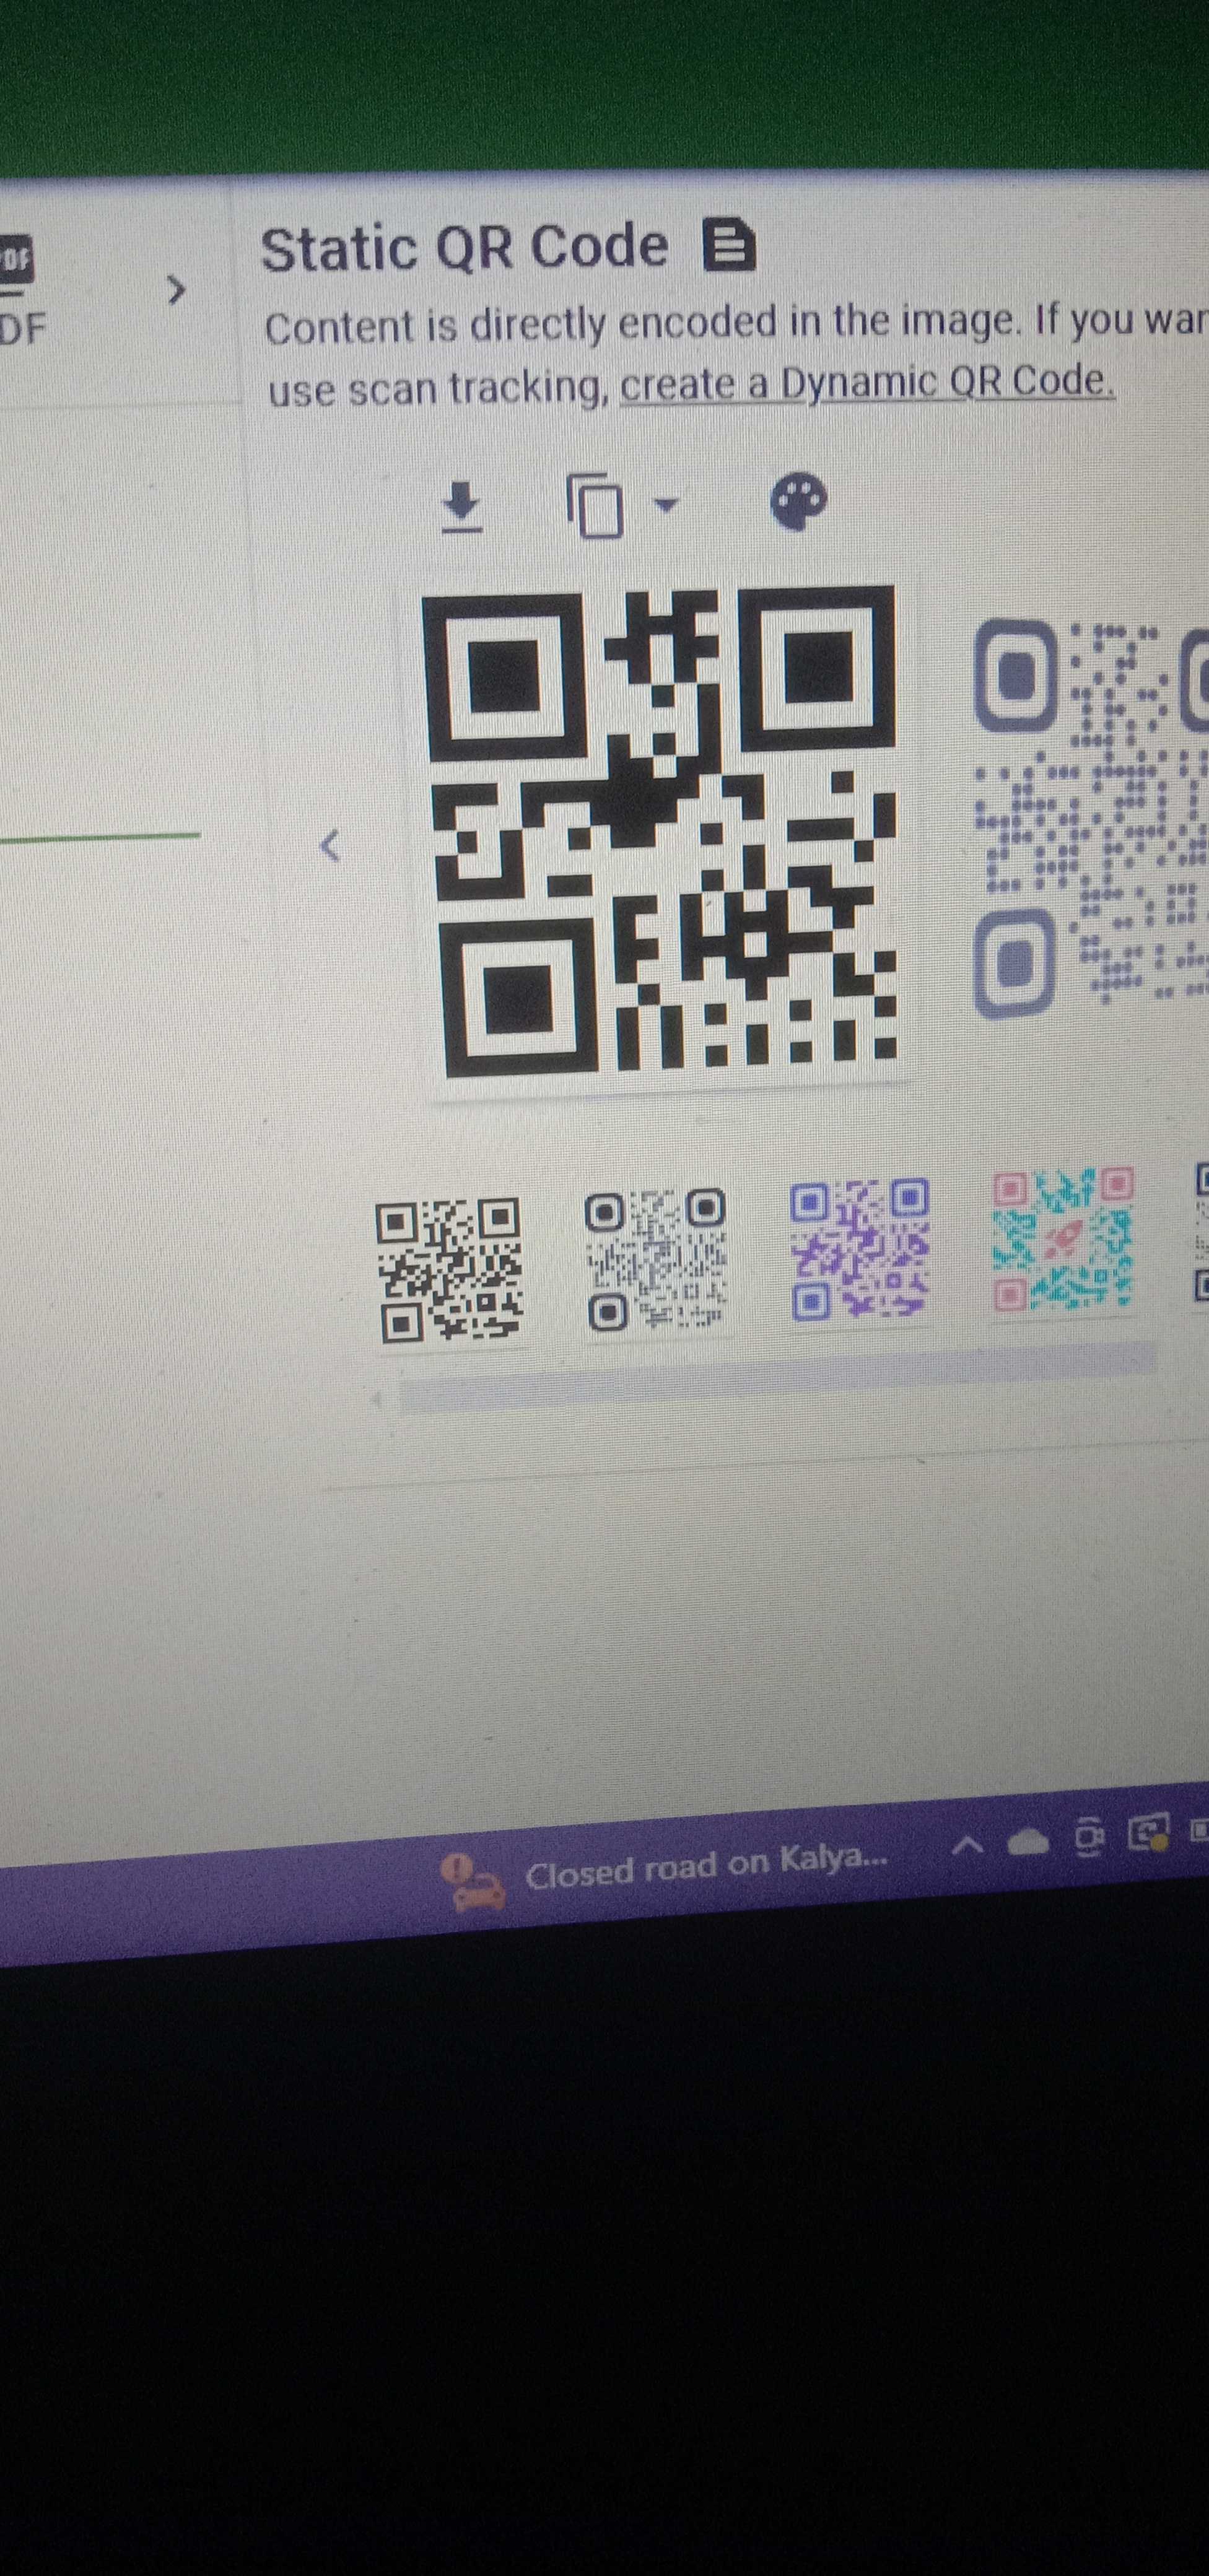 DF
DF
Static QR Code
Content is directly encoded in the image. If you
use scan tracking, create a Dynamic QR Code.
Closed road on Kalya...